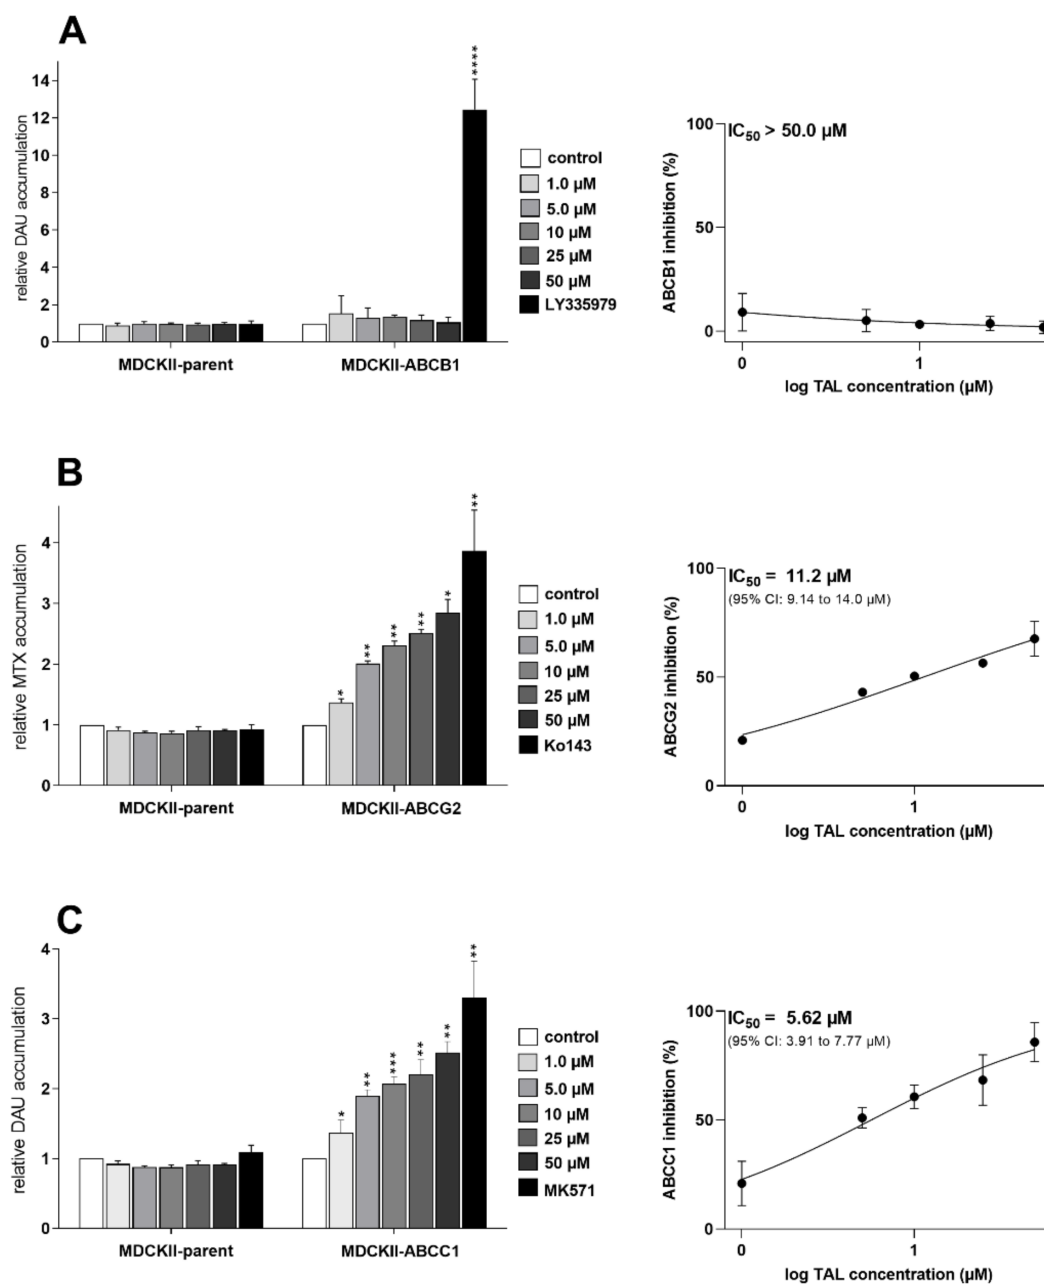 A
relative DAU accumulation
14
12
10
8
6
4
2
0
****
MDCKII-parent
MDCKII-ABCB1
control
1.0 µM
5.0 µM
10 µM
25 µM
50 µM
LY335979
ABCB1 inhibition (%)
100
50
0
IC50 > 50.0 µM
0
1
log TAL concentration (µM)
B
relative MTX accumulation
4
3
2
1
0
*
**
**
**
*
**
MDCKII-parent
MDCKII-ABCG2
control
1.0 µM
5.0 µM
10 µM
25 µM
50 µM
Ko143
ABCG2 inhibition (%)
100
50
0
IC50 = 11.2 µM
(95% CI: 9.14 to 14.0 µM)
0
1
log TAL concentration (µM)
C
relative DAU accumulation
4
3
2
1
0
*
**
***
**
**
**
MDCKII-parent
MDCKII-ABCC1
control
1.0 µM
5.0 µM
10 µM
25 µM
50 µM
MK571
ABCC1 inhibition (%)
100
50
0
IC50 = 5.62 µM
(95% CI: 3.91 to 7.77 µM)
0
1
log TAL concentration (µM)